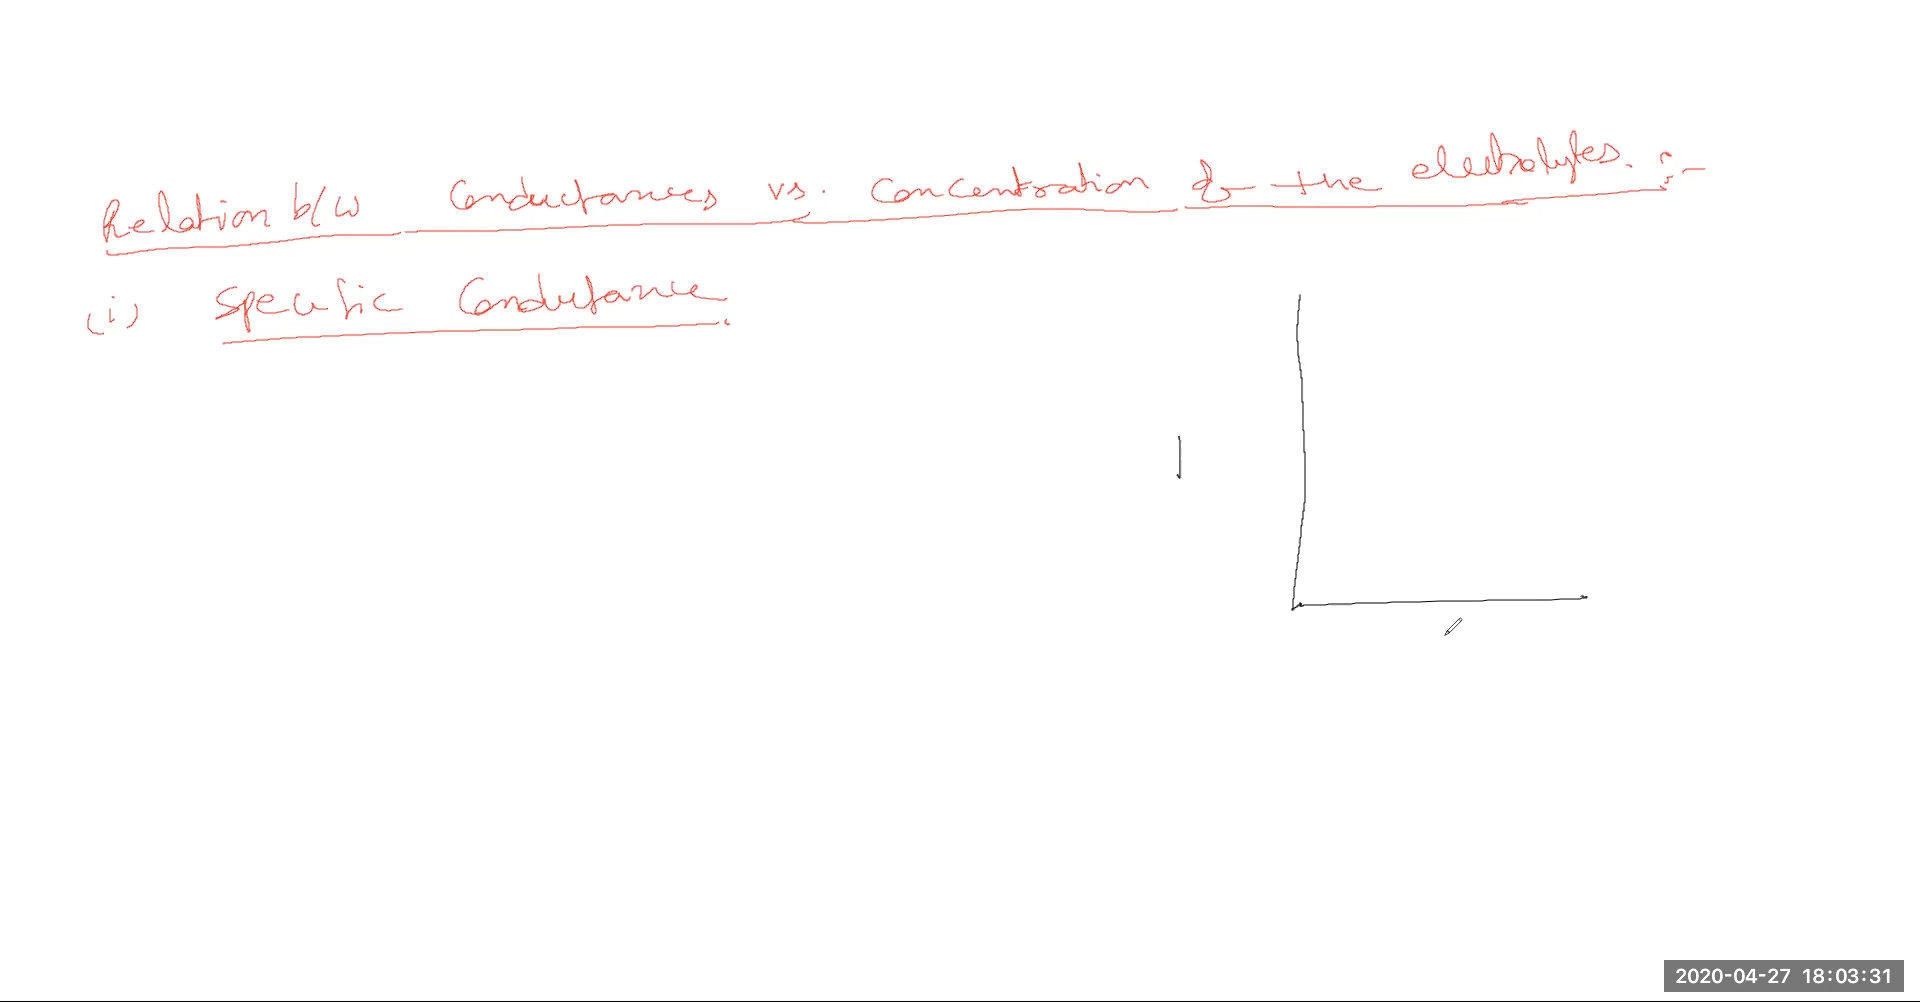 Relation b/w Conductances vs. Concentration of the electrolytes. :-
(i) Specific Conductance.
2020-04-27 18:03:31